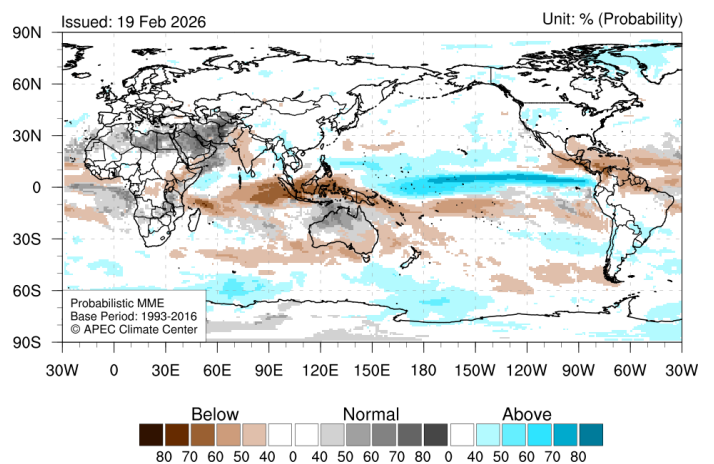 Issued: 19 Feb 2026
Unit: % (Probability)
90N
60N
30N
0
30S
60S
90S
Probabilistic MME
Base Period: 1993-2016
© APEC Climate Center
30W 0 30E 60E 90E 120E 150E 180 150W 120W 90W 60W 30W
Below Normal Above
80 70 60 50 40 0 40 50 60 70 80 0 40 50 60 70 80